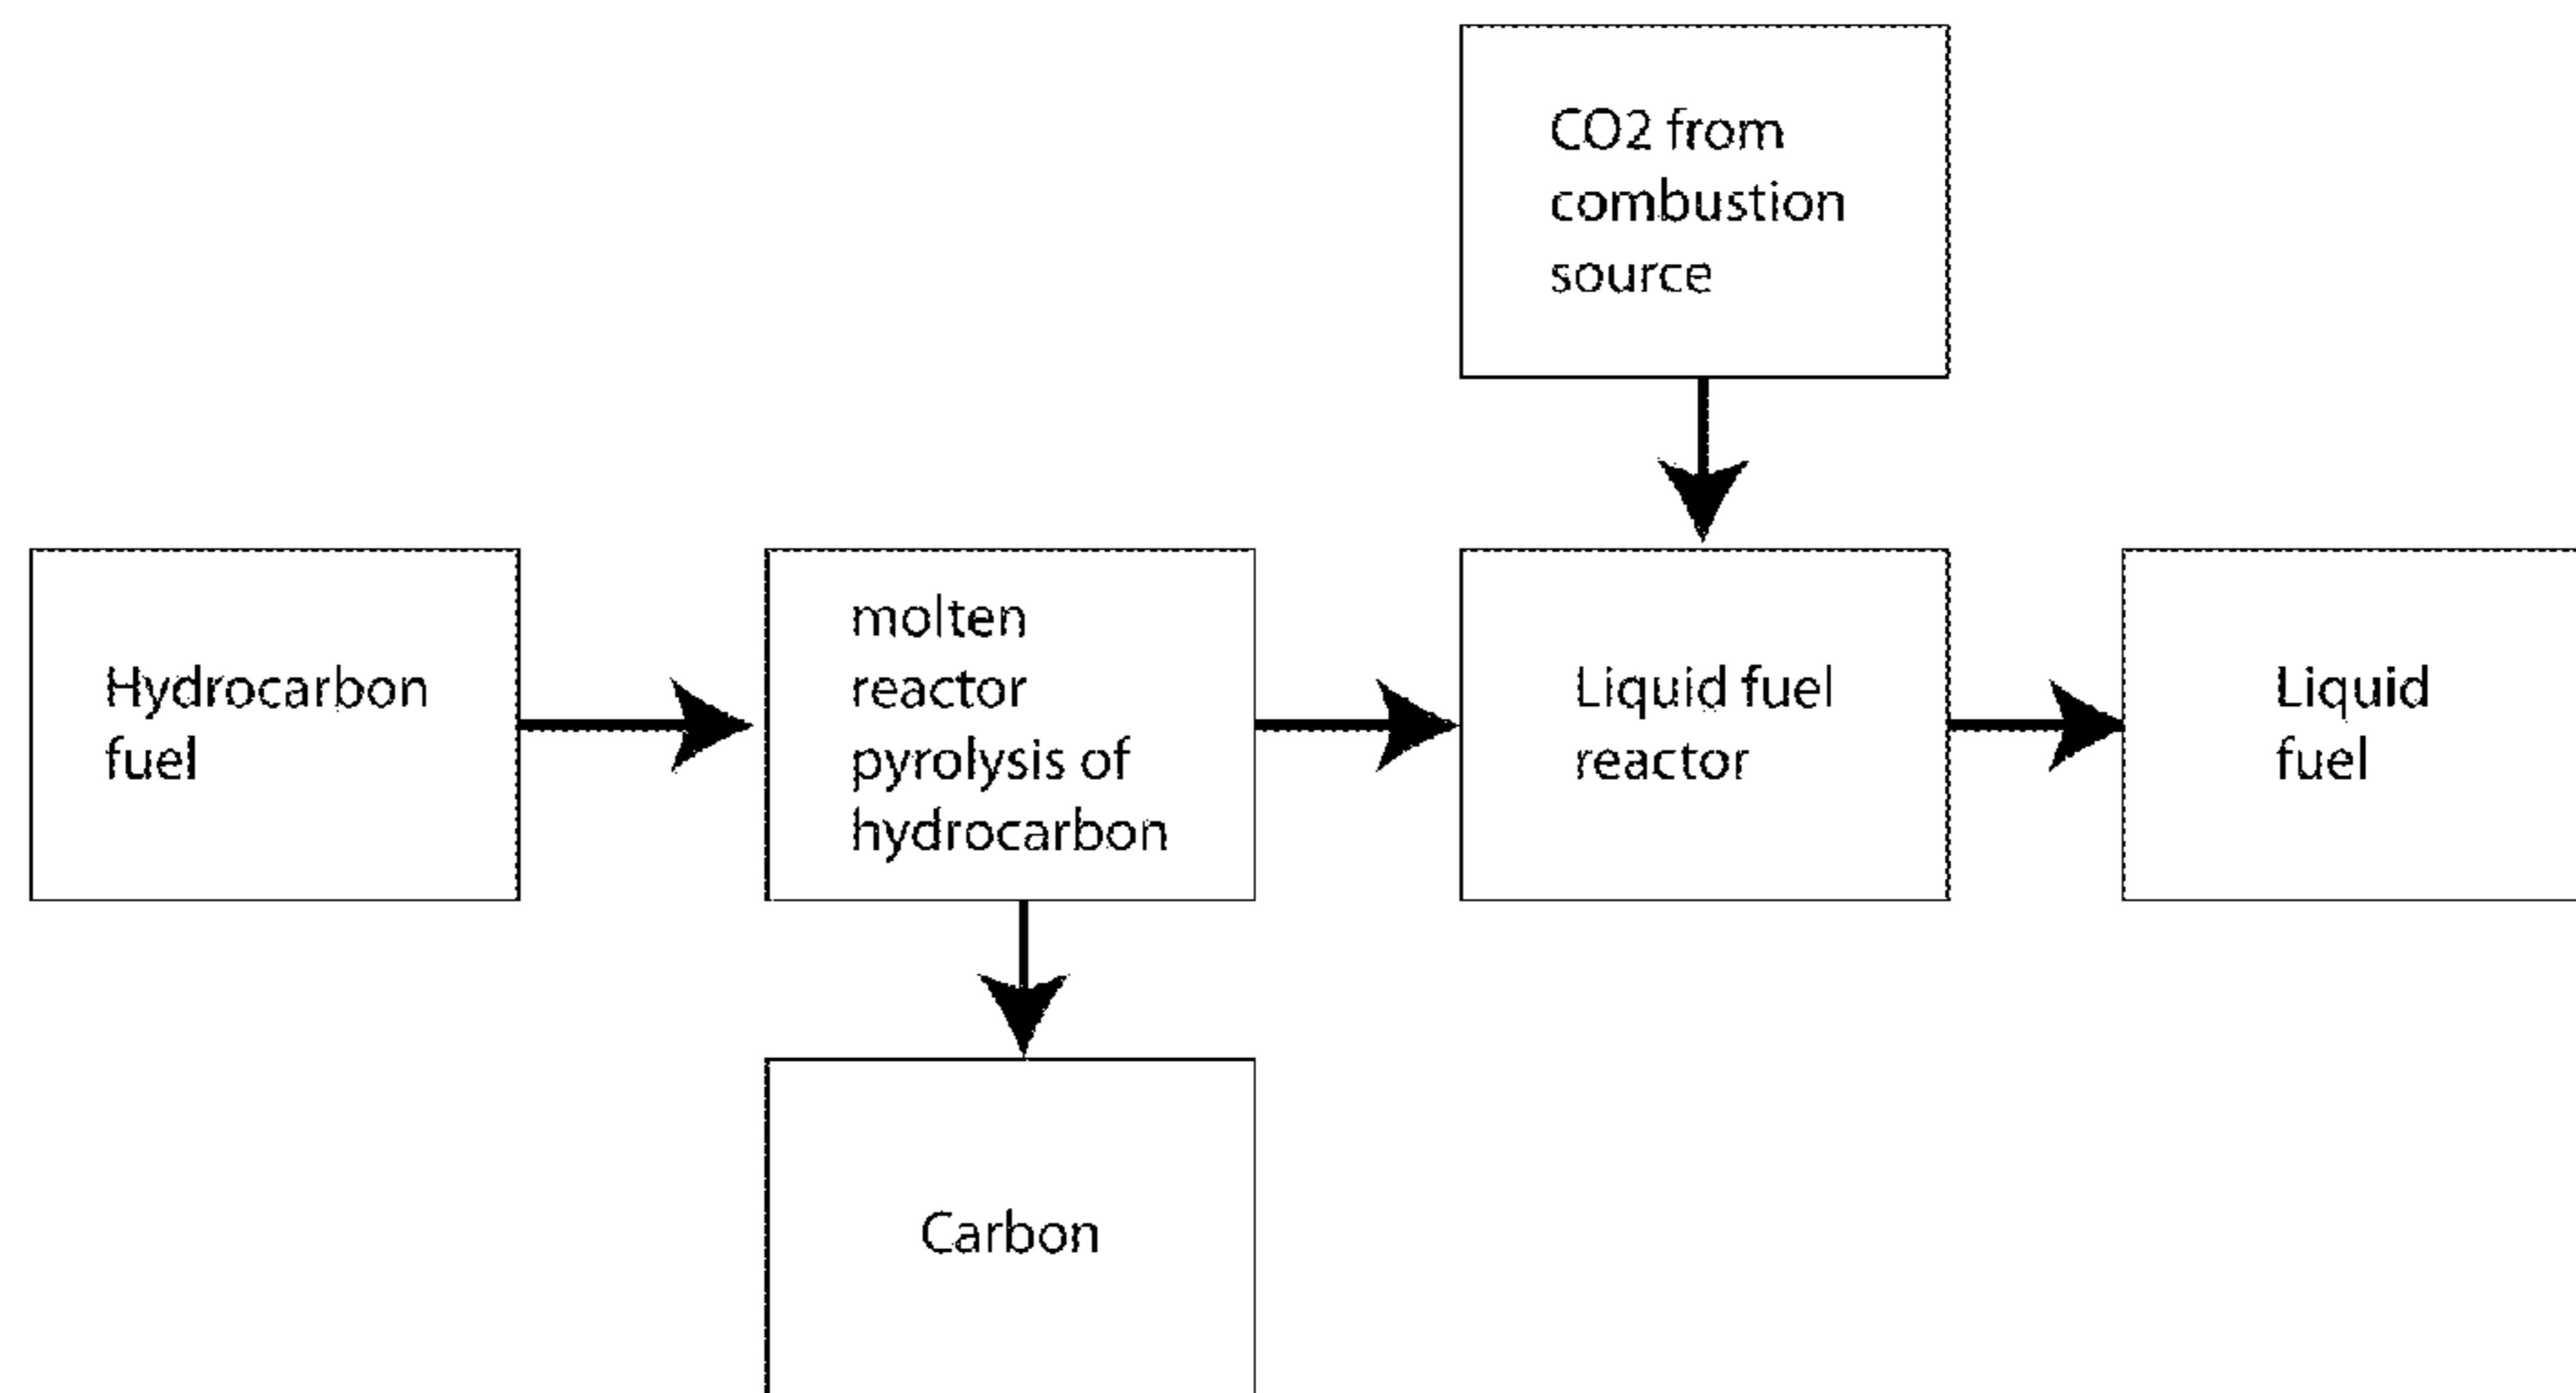 CO2 from
combustion
source
Hydrocarbon
fuel
molten
reactor
pyrolysis of
hydrocarbon
Liquid fuel
reactor
Liquid
fuel
Carbon